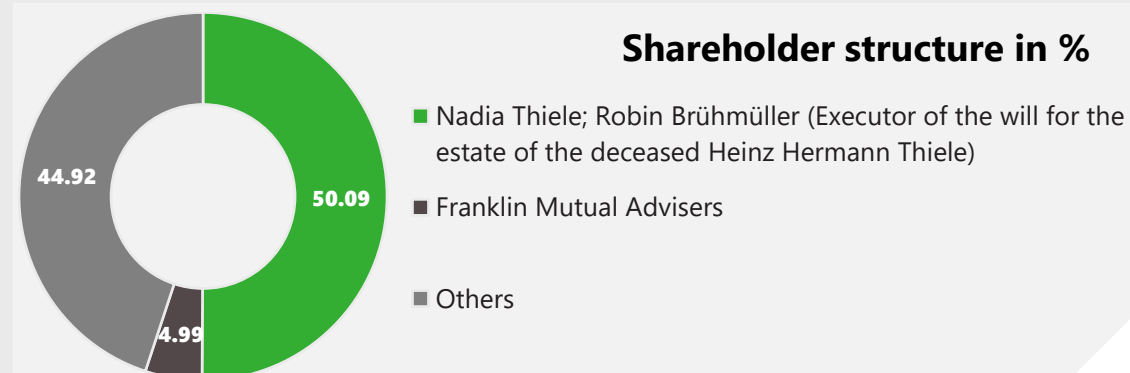 Shareholder structure in %
Nadia Thiele; Robin Brühmüller (Executor of the will for the
estate of the deceased Heinz Hermann Thiele)
Franklin Mutual Advisers
Others
44.92
50.09
4.99